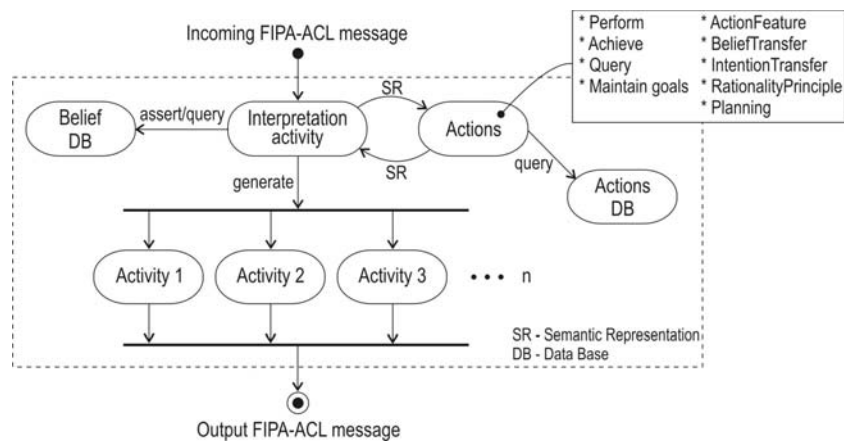 Incoming FIPA-ACL message
* Perform
* Achieve
* Query
* Maintain goals
* ActionFeature
* BeliefTransfer
* IntentionTransfer
* RationalityPrinciple
* Planning
SR
Belief
DB
assert/query
Interpretation
activity
Actions
SR
query
generate
Actions
DB
Activity 1
Activity 2
Activity 3
• • • n
SR - Semantic Representation
DB - Data Base
Output FIPA-ACL message